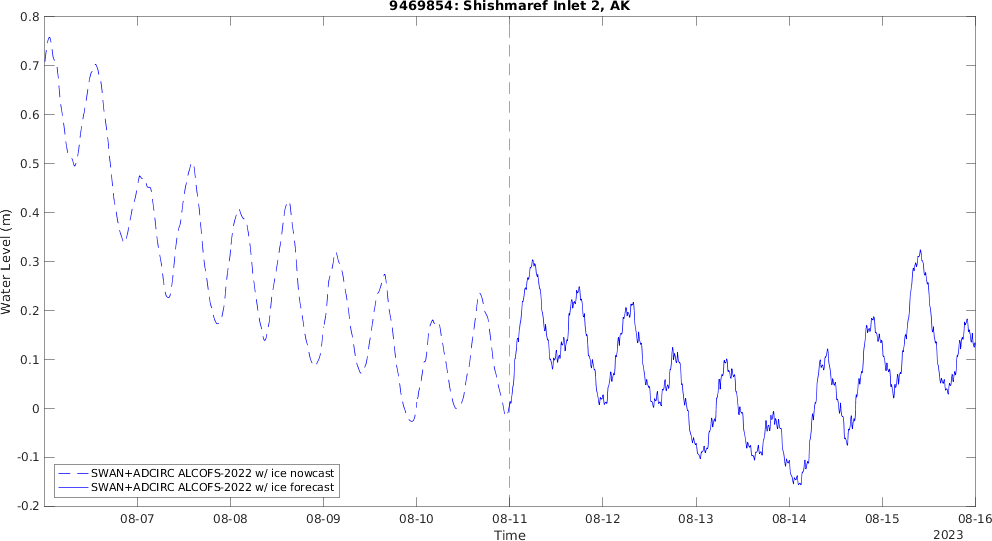 9469854: Shishmaref Inlet 2, AK
0.8
0.7
0.6
0.5
0.4
0.3
0.2
0.1
0
-0.1
-0.2
Water Level (m)
SWAN+ADCIRC ALCOFS-2022 w/ ice nowcast
SWAN+ADCIRC ALCOFS-2022 w/ ice forecast
08-07 08-08 08-09 08-10 08-11 08-12 08-13 08-14 08-15 08-16
Time
2023